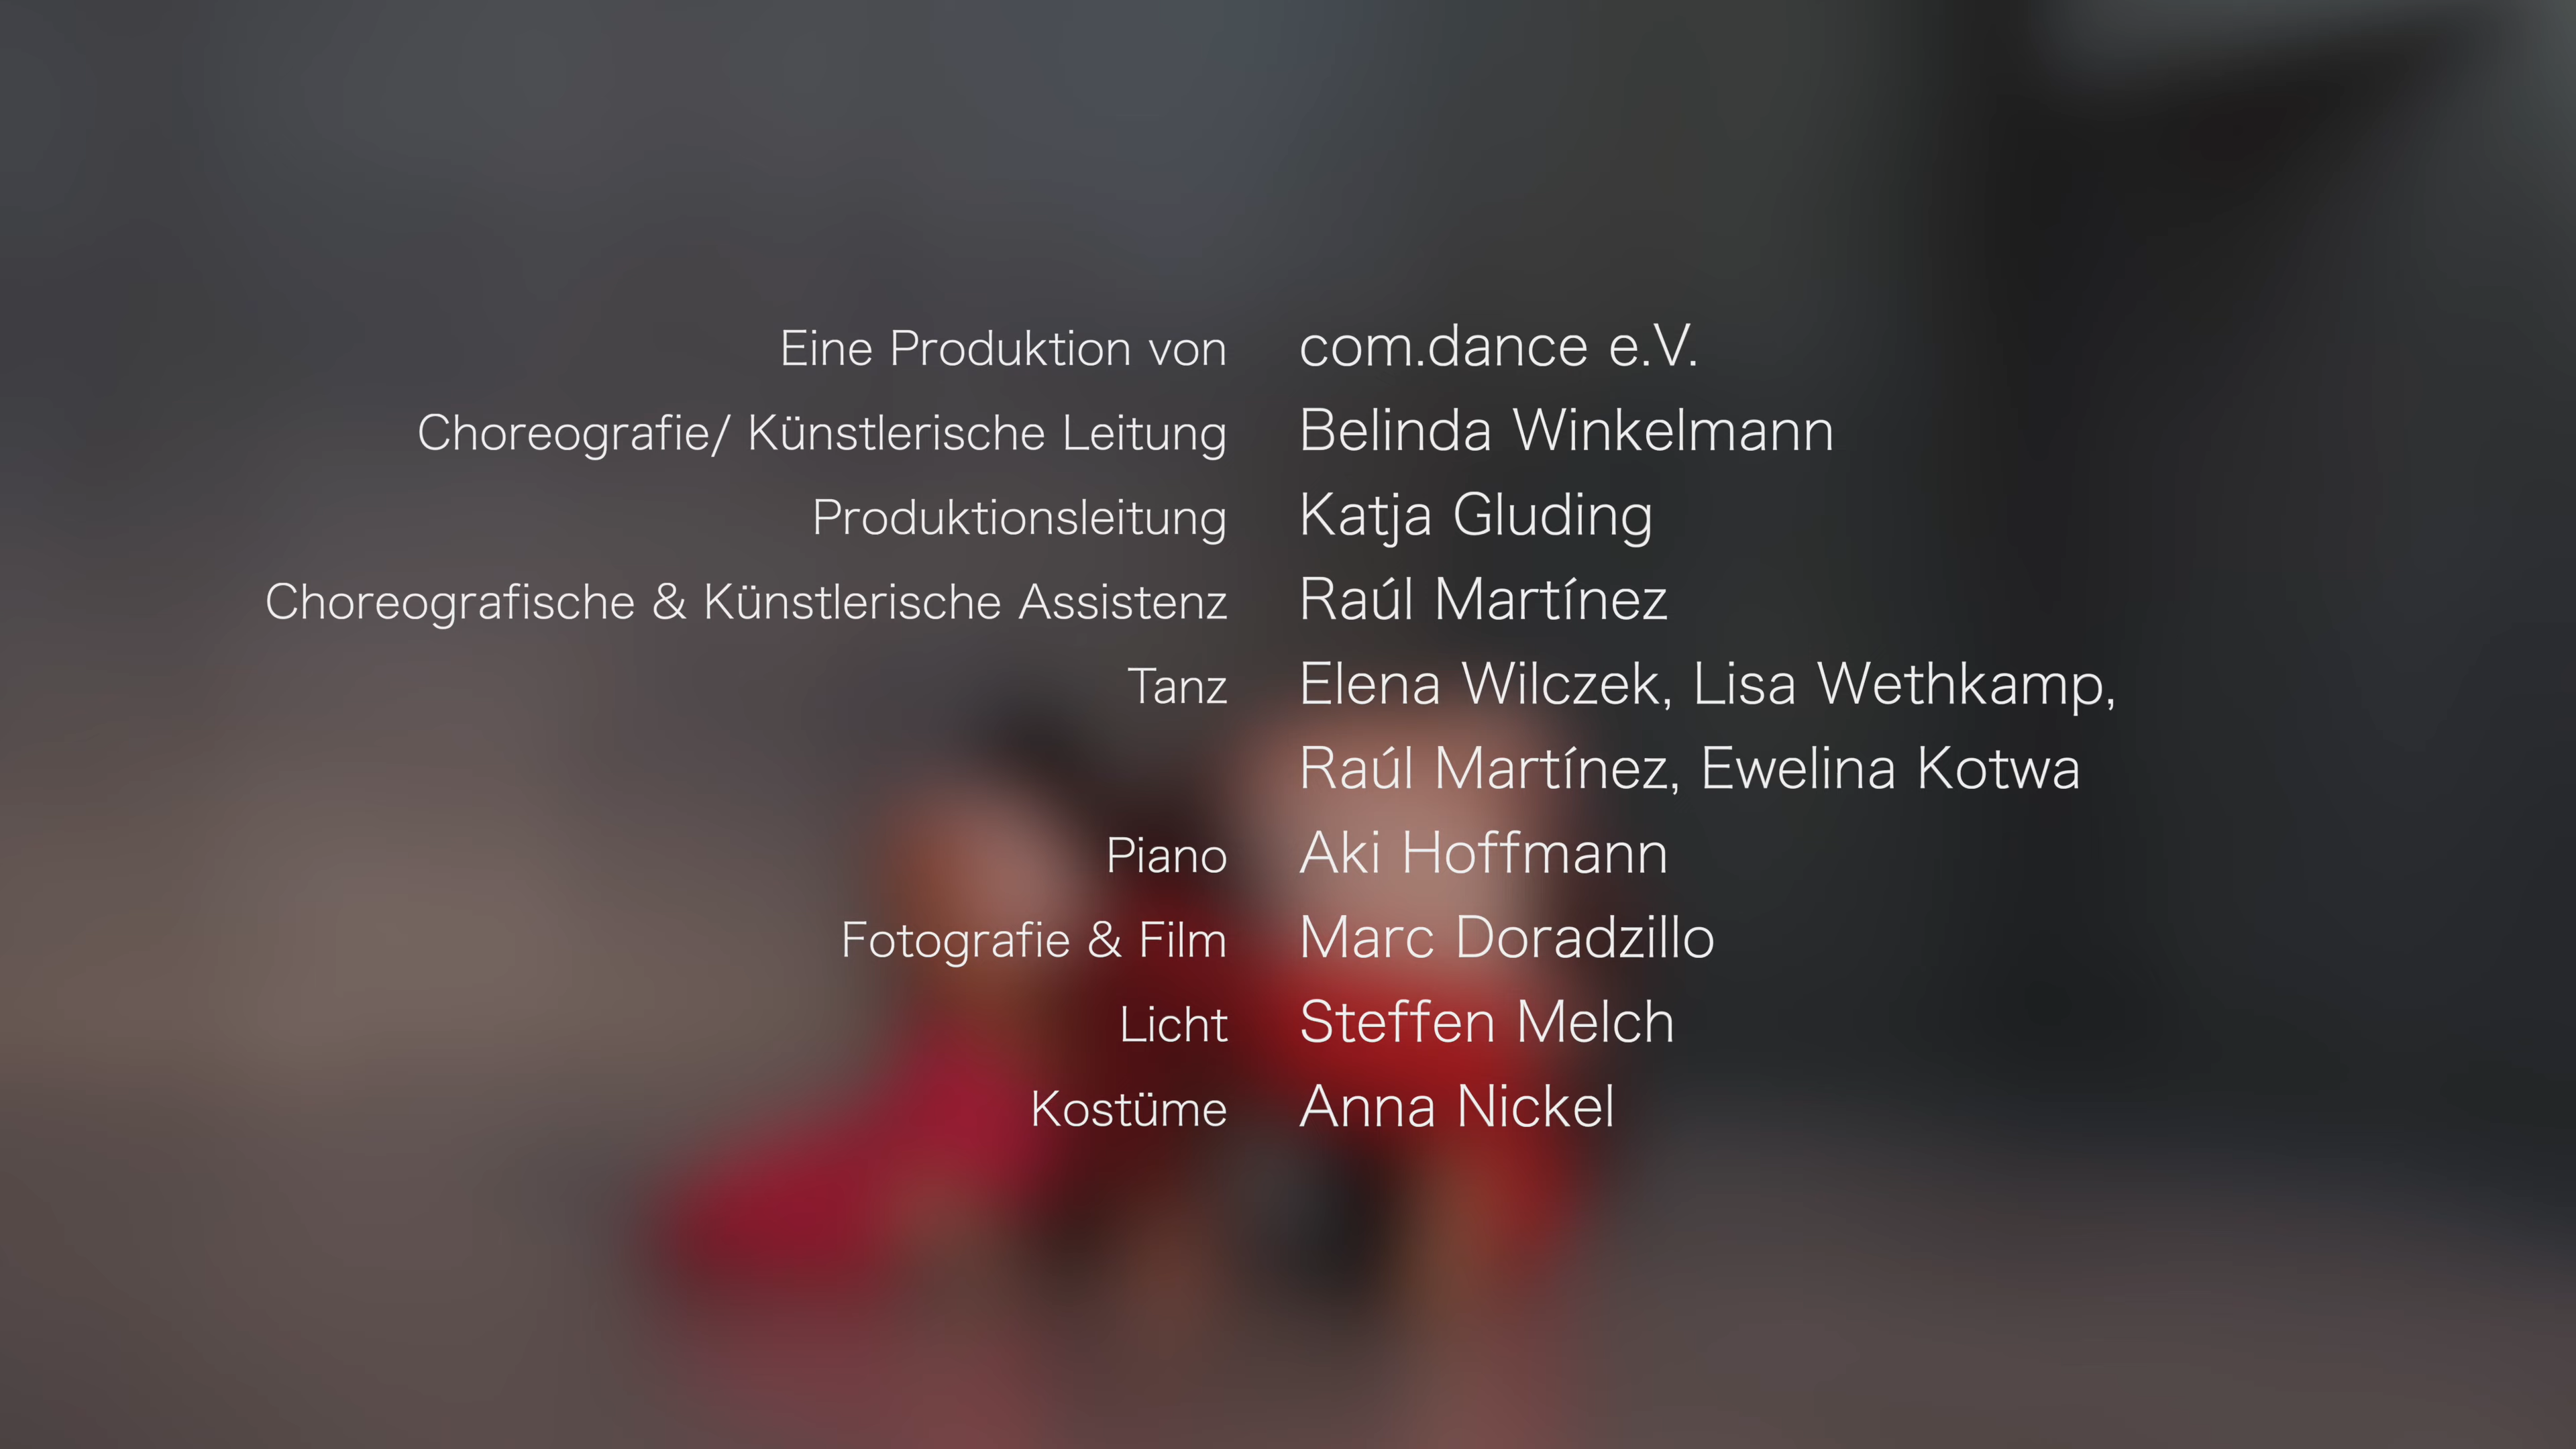 Eine Produktion von com.dance e.V.
Choreografie/ Künstlerische Leitung Belinda Winkelmann
Produktionsleitung Katja Gluding
Choreografische & Künstlerische Assistenz Raúl Martínez
Tanz Elena Wilczek, Lisa Wethkamp,
Raúl Martínez, Ewelina Kotwa
Piano Aki Hoffmann
Fotografie & Film Marc Doradzillo
Licht Steffen Melch
Kostüme Anna Nickel